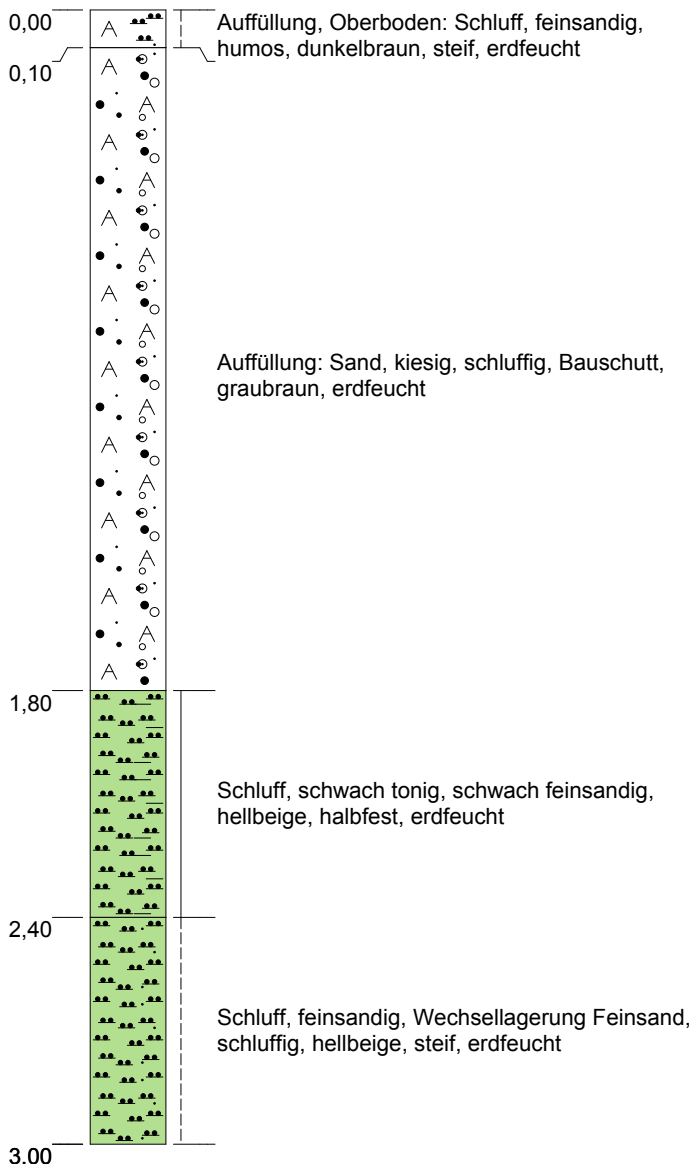 0,00
Auffüllung, Oberboden: Schluff, feinsandig,
humos, dunkelbraun, steif, erdfeucht
0,10
Auffüllung: Sand, kiesig, schluffig, Bauschutt,
graubraun, erdfeucht
1,80
Schluff, schwach tonig, schwach feinsandig,
hellbeige, halbfest, erdfeucht
2,40
Schluff, feinsandig, Wechsellagerung Feinsand,
schluffig, hellbeige, steif, erdfeucht
3,00